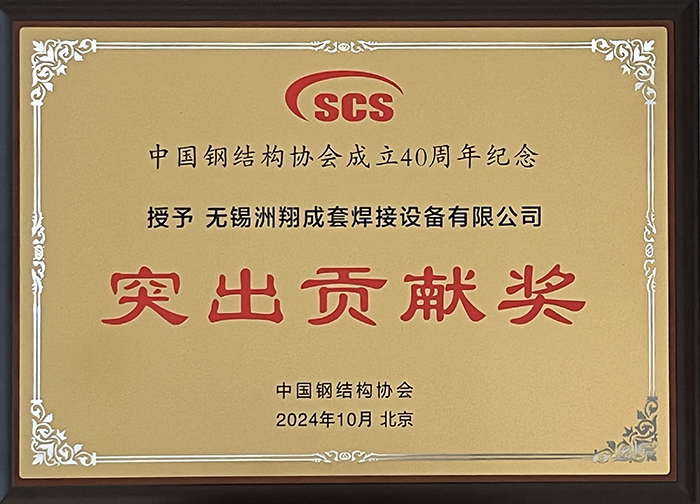 SCS
中国钢结构协会成立40周年纪念
授予 无锡洲翔成套焊接设备有限公司
突出贡献奖
中国钢结构协会
2024年10月 北京